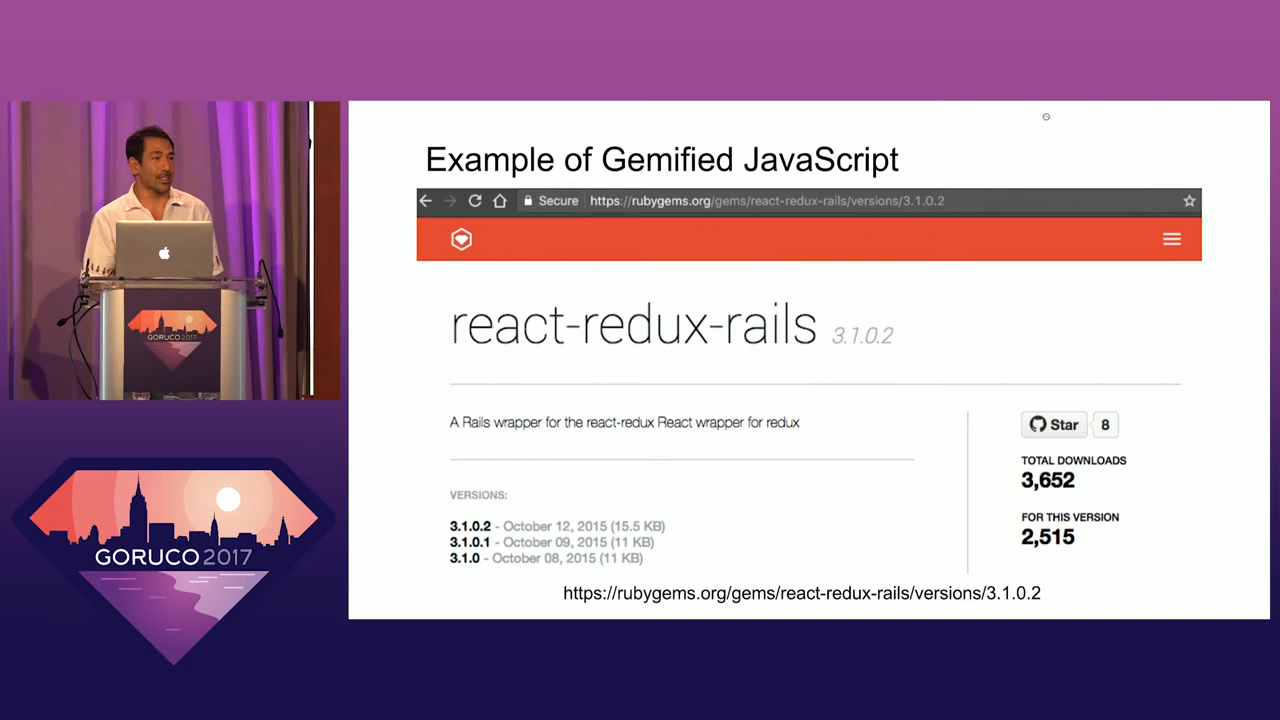 Example of Gemified JavaScript
Secure https://rubygems.org/gems/react-redux-rails/versions/3.1.0.2
react-redux-rails 3.1.0.2
A Rails wrapper for the react-redux React wrapper for redux
Star 8
TOTAL DOWNLOADS
3,652
VERSIONS:
FOR THIS VERSION
2,515
3.1.0.2 - October 12, 2015 (15.5 KB)
3.1.0.1 - October 09, 2015 (11 KB)
3.1.0 - October 08, 2015 (11 KB)
https://rubygems.org/gems/react-redux-rails/versions/3.1.0.2
GORUCO 2017
GORUCO 2017